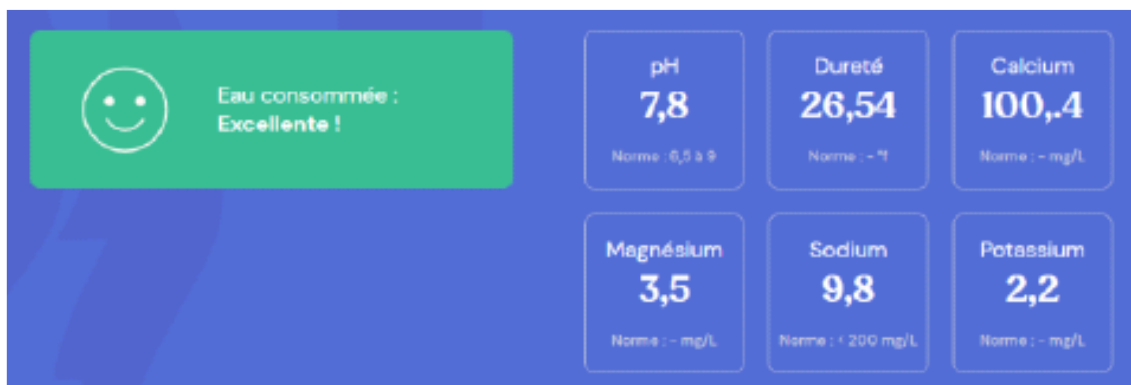 Eau consommée :
Excellente !
pH
7,8
Norme : 6,5 à 9
Dureté
26,54
Norme : - °f
Calcium
100,.4
Norme : - mg/L
Magnésium
3,5
Norme : - mg/L
Sodium
9,8
Norme : < 200 mg/L
Potassium
2,2
Norme : - mg/L